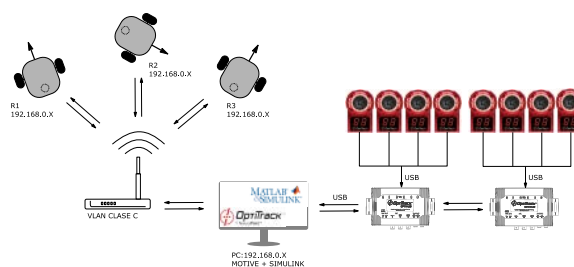 R2
192.168.0.X
R1
192.168.0.X
R3
192.168.0.X
USB
USB
MATLAB
SIMULINK
USB
OptiTrack
OptiTrack
VLAN CLASE C
PC:192.168.0.X
MOTIVE + SIMULINK